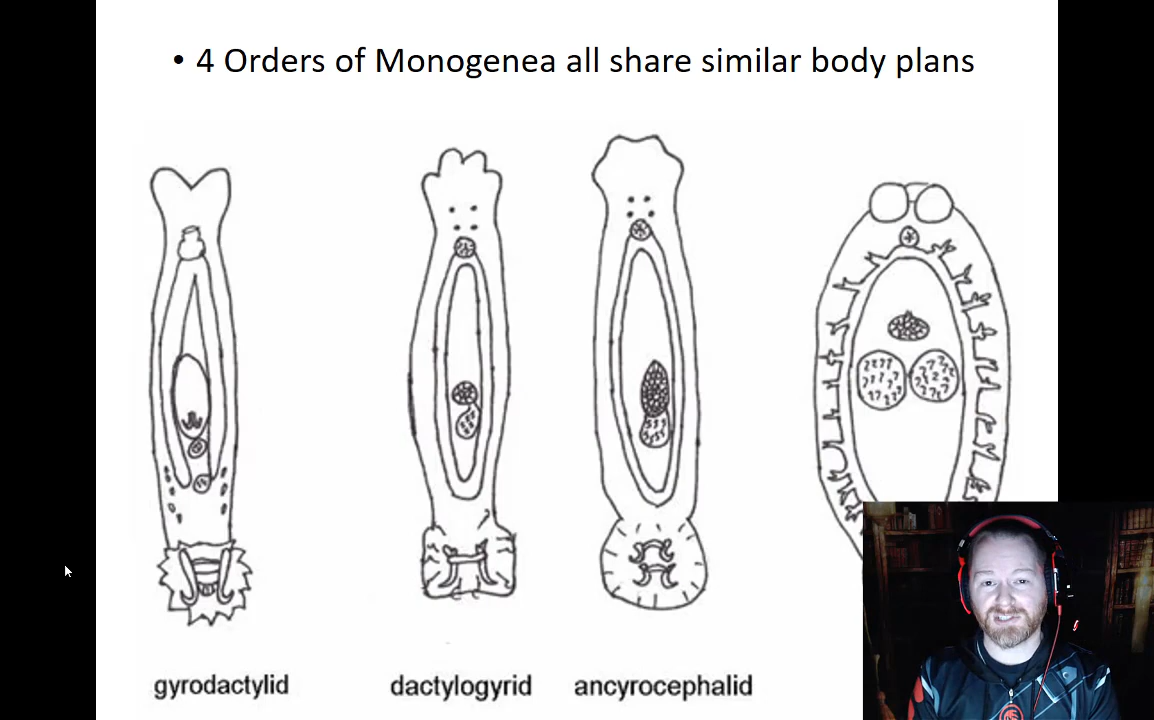 • 4 Orders of Monogenea all share similar body plans
gyrodactylid dactylogyrid ancyrocephalid